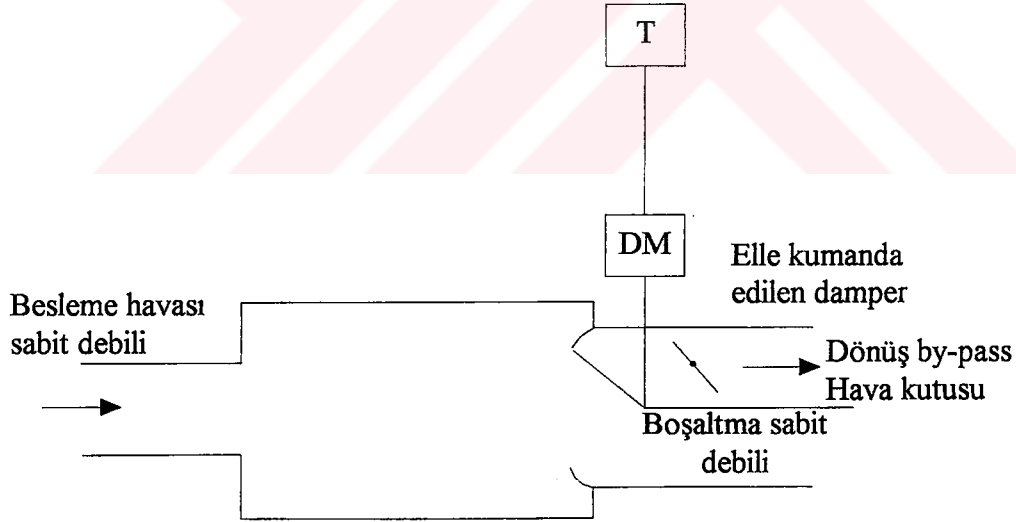 T
DM
Elle kumanda
edilen damper
Besleme havası
sabit debili
Dönüş by-pass
Hava kutusu
Boşaltma sabit
debili